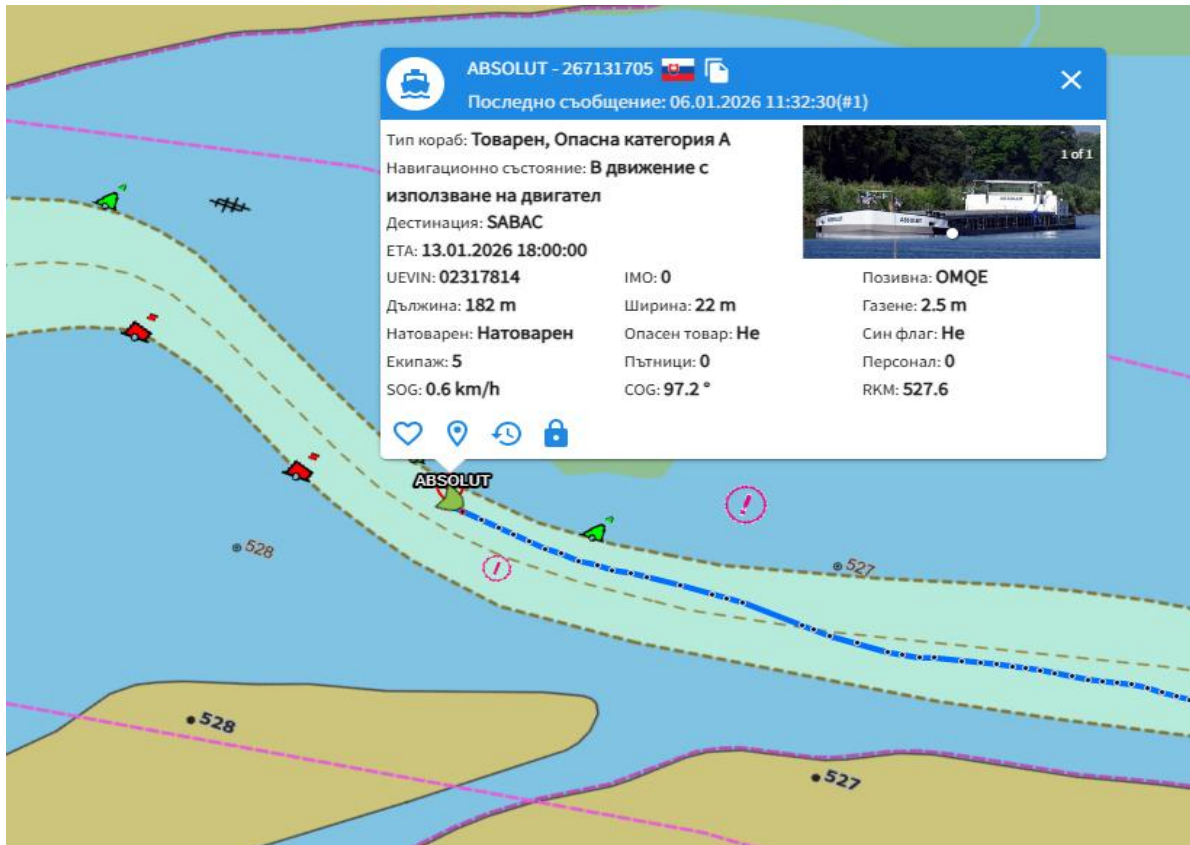 ABSOLUT - 267131705
Последно съобщение: 06.01.2026 11:32:30(#1)
Тип кораб: Товарен, Опасна категория А
Навигационно състояние: В движение с
използване на двигател
Дестинация: SABAC
ETA: 13.01.2026 18:00:00
1 of 1
UEVIN: 02317814 IMO: 0 Позивна: OMQE
Дължина: 182 m Ширина: 22 m Газене: 2.5 m
Натоварен: Натоварен Опасен товар: Не Син флаг: Не
Екипаж: 5 Пътници: 0 Персонал: 0
SOG: 0.6 km/h COG: 97.2 ° RKM: 527.6
ABSOLUT
528
527
528
527